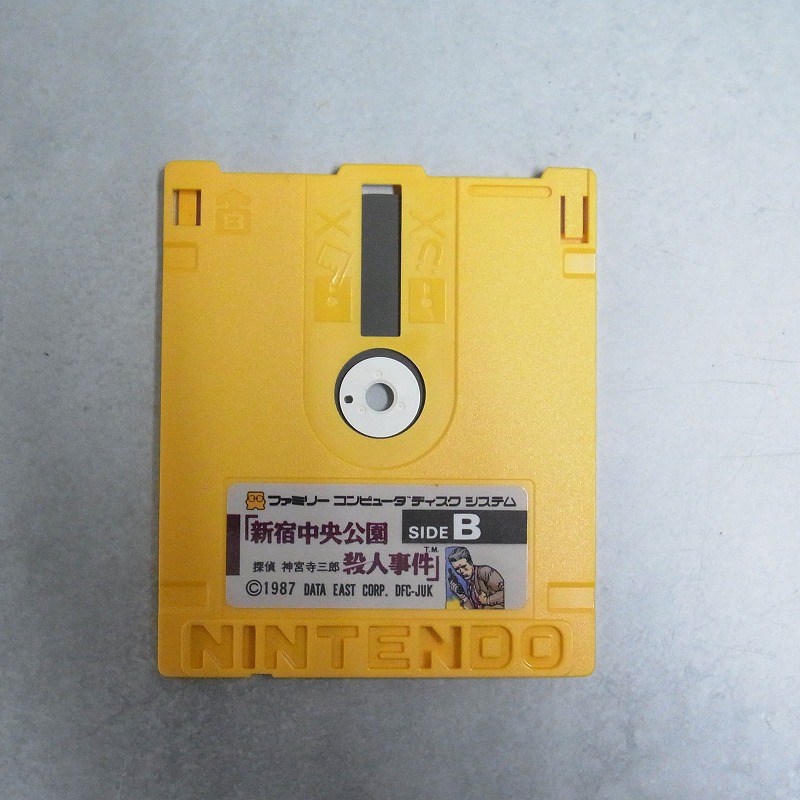 B
ファミリー コンピュータ™ ディスク システム
「新宿中央公園
SIDE B
探偵 神宮寺三郎 殺人事件」T.M.
©1987 DATA EAST CORP. DFC-JUK
NINTENDO